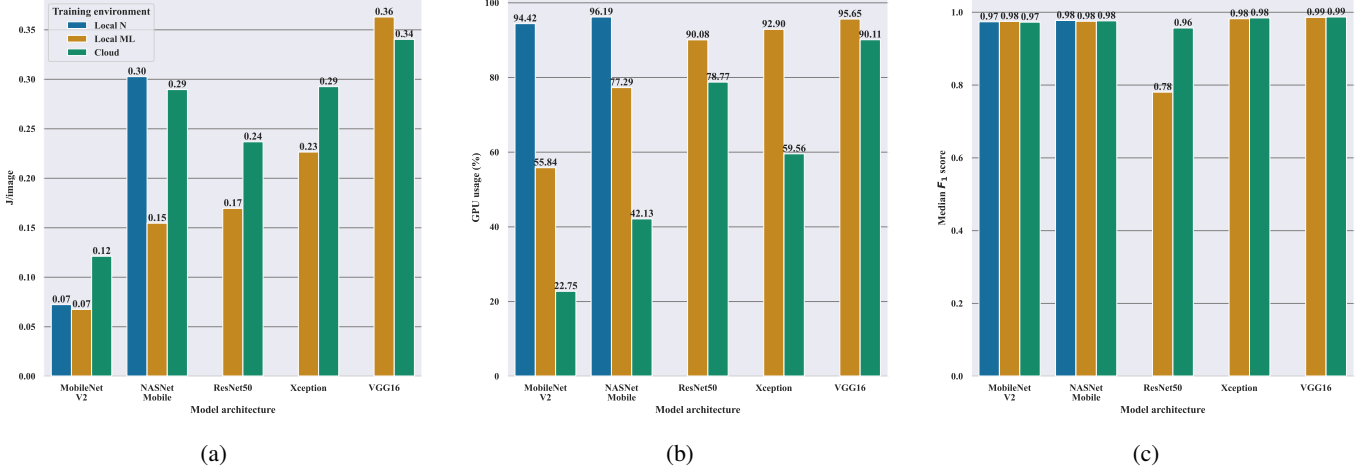 Training environment
Local N
Local ML
Cloud
0.35
0.30
0.25
0.20
0.15
0.10
0.05
0.00
J/image
0.07
0.07
0.12
0.30
0.15
0.29
0.17
0.24
0.23
0.29
0.36
0.34
MobileNet
V2
NASNet
Mobile
ResNet50
Xception
VGG16
Model architecture
(a)
100
80
60
40
20
0
GPU usage (%)
94.42
55.84
22.75
96.19
77.29
42.13
90.08
78.77
92.90
59.56
95.65
90.11
MobileNet
V2
NASNet
Mobile
ResNet50
Xception
VGG16
Model architecture
(b)
1.0
0.8
0.6
0.4
0.2
0.0
Median F1 score
0.97
0.98
0.97
0.98
0.98
0.98
0.78
0.96
0.98
0.98
0.99
0.99
MobileNet
V2
NASNet
Mobile
ResNet50
Xception
VGG16
Model architecture
(c)